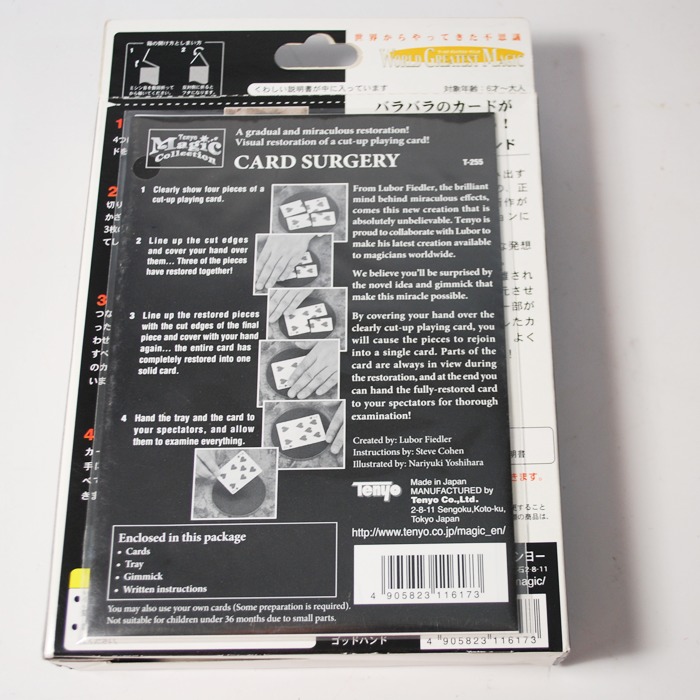 箱の開け方としまい方
1
2
世界からやってきた不思議
WORLD GREATEST MAGIC
くわしい説明書が中に入っています
対象年齢：6才〜大人
バラバラのカードが
Tenyo
Magic
Collection
A gradual and miraculous restoration!
Visual restoration of a cut-up playing card!
CARD SURGERY
T-255
1 Clearly show four pieces of a
cut-up playing card.
2 Line up the cut edges
and cover your hand over
them... Three of the pieces
have restored together!
3 Line up the restored pieces
with the cut edges of the final
piece and cover with your hand
again... the entire card has
completely restored into one
solid card.
4 Hand the tray and the card to
your spectators, and allow
them to examine everything.
From Lubor Fiedler, the brilliant
mind behind miraculous effects,
comes this new creation that is
absolutely unbelievable. Tenyo is
proud to collaborate with Lubor to
make his latest creation available
to magicians worldwide.
We believe you'll be surprised by
the novel idea and gimmick that
make this miracle possible.
By covering your hand over the
clearly cut-up playing card, you
will cause the pieces to rejoin
into a single card. Parts of the
card are always in view during
the restoration, and at the end you
can hand the fully-restored card
to your spectators for thorough
examination!
Created by: Lubor Fiedler
Instructions by: Steve Cohen
Illustrated by: Nariyuki Yoshihara
Tenyo
Made in Japan
MANUFACTURED by
Tenyo Co.,Ltd.
2-8-11 Sengoku,Koto-ku,
Tokyo Japan
http://www.tenyo.co.jp/magic_en/
Enclosed in this package
• Cards
• Tray
• Gimmick
• Written instructions
4 905823 116173
You may also use your own cards (Some preparation is required).
Not suitable for children under 36 months due to small parts.
ゴッドハンド
4 905823 116173